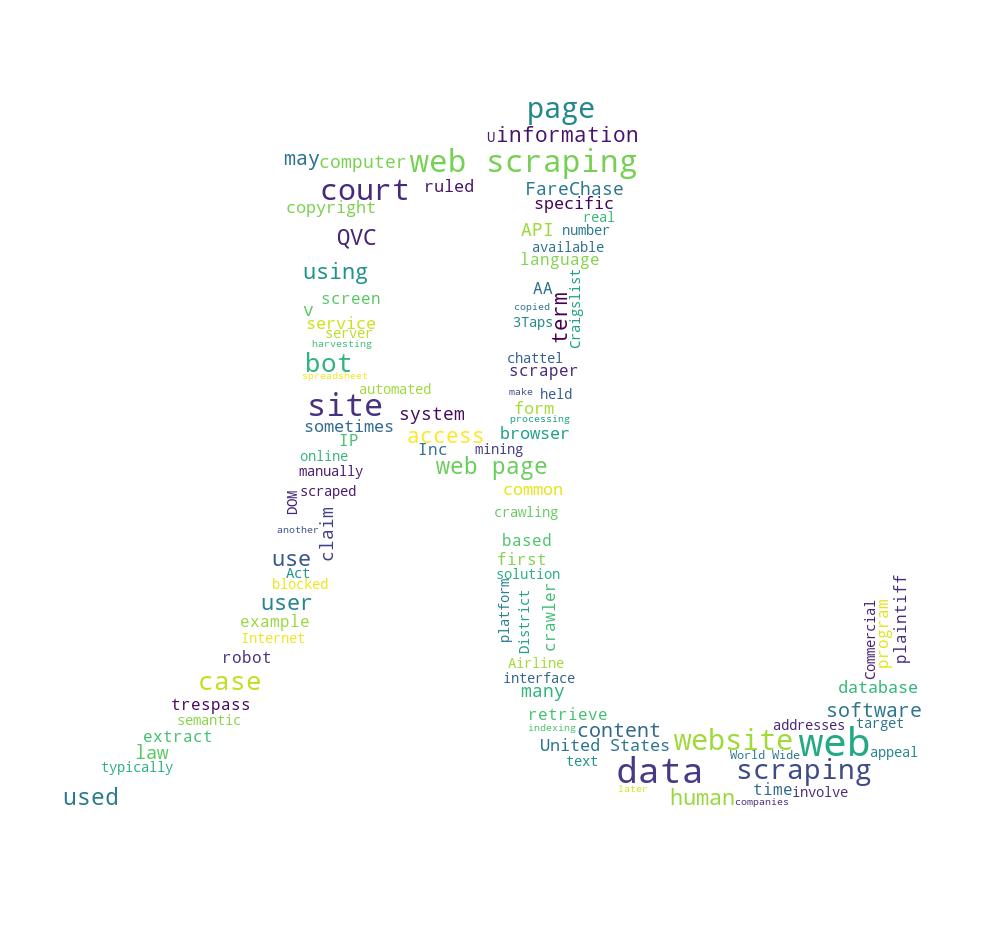 page
U information
may computer web scraping
court ruled FareChase
copyright specific
real
QVC API number
available
using language
AA
screen copied Craigslist
v 3Taps term
service
server
harvesting
bot chattel
spreadsheet scraper
automated make held
site system form
processing
sometimes access browser
IP Inc mining
online web page
manually
DOM scraped common
claim crawling
another
use based
first
Act solution
blocked
user platform District crawler Commercial program plaintiff
example
Internet
robot Airline
case interface
many database
trespass
semantic retrieve software
extract indexing content addresses target
law United States website web
World Wide appeal
typically text data scraping
later time involve
used human companies